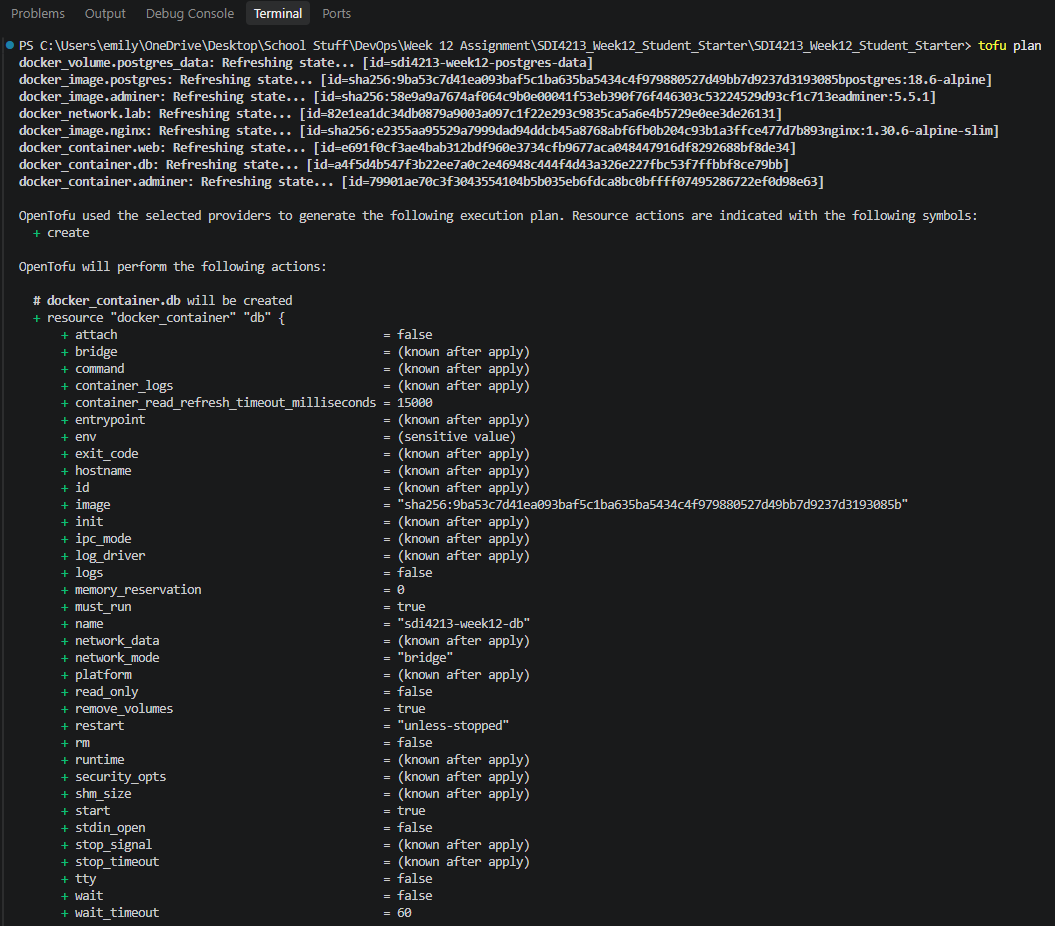 Problems Output Debug Console Terminal Ports
PS C:\Users\emily\OneDrive\Desktop\School Stuff\DevOps\Week 12 Assignment\SDI4213_Week12_Student_Starter\SDI4213_Week12_Student_Starter> tofu plan
docker_volume.postgres_data: Refreshing state... [id=sdi4213-week12-postgres-data]
docker_image.postgres: Refreshing state... [id=sha256:9ba53c7d41ea093baf5c1ba635ba5434c4f979880527d49bb7d9237d3193085bpostgres:18.6-alpine]
docker_image.adminer: Refreshing state... [id=sha256:58e9a9a7674af064c9b0e00041f53eb390f76f446303c53224529d93cf1c713eadminer:5.5.1]
docker_network.lab: Refreshing state... [id=82e1ea1dc34db0879a9003a097c1f22e293c9835ca5a6e4b5729e0ee3de26131]
docker_image.nginx: Refreshing state... [id=sha256:e2355aa95529a7999dad94ddcb45a8768abf6fb0b204c93b1a3ffce477d7b893nginx:1.30.6-alpine-slim]
docker_container.web: Refreshing state... [id=e691f0cf3ae4bab312bdf960e3734cfb9677aca048447916df8292688bf8de34]
docker_container.db: Refreshing state... [id=a4f5d4b547f3b22ee7a0c2e46948c444f4d43a326e227fbc53f7ffbbf8ce79bb]
docker_container.adminer: Refreshing state... [id=79901ae70c3f3043554104b5b035eb6fdca8bc0bffff07495286722ef0d98e63]
OpenTofu used the selected providers to generate the following execution plan. Resource actions are indicated with the following symbols:
+ create
OpenTofu will perform the following actions:
# docker_container.db will be created
+ resource "docker_container" "db" {
+ attach = false
+ bridge = (known after apply)
+ command = (known after apply)
+ container_logs = (known after apply)
+ container_read_refresh_timeout_milliseconds = 15000
+ entrypoint = (known after apply)
+ env = (sensitive value)
+ exit_code = (known after apply)
+ hostname = (known after apply)
+ id = (known after apply)
+ image = "sha256:9ba53c7d41ea093baf5c1ba635ba5434c4f979880527d49bb7d9237d3193085b"
+ init = (known after apply)
+ ipc_mode = (known after apply)
+ log_driver = (known after apply)
+ logs = false
+ memory_reservation = 0
+ must_run = true
+ name = "sdi4213-week12-db"
+ network_data = (known after apply)
+ network_mode = "bridge"
+ platform = (known after apply)
+ read_only = false
+ remove_volumes = true
+ restart = "unless-stopped"
+ rm = false
+ runtime = (known after apply)
+ security_opts = (known after apply)
+ shm_size = (known after apply)
+ start = true
+ stdin_open = false
+ stop_signal = (known after apply)
+ stop_timeout = (known after apply)
+ tty = false
+ wait = false
+ wait_timeout = 60